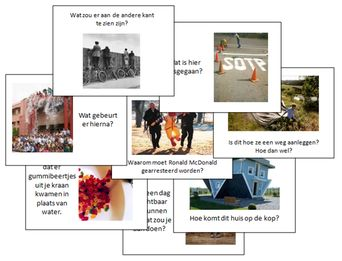 Wat zou er aan de andere kant
te zien zijn?
at is hier
sgegaan?
SOTP
Wat gebeurt
er hierna?
Is dit hoe ze een weg aanleggen?
Hoe dan wel?
Waarom moet Ronald McDonald
gearresteerd worden?
dat er
gummibeertjes
uit je kraan
kwamen in
plaats van
water.
een dag
chtbaar
unnen
wat zou je
an doen?
Hoe komt dit huis op de kop?